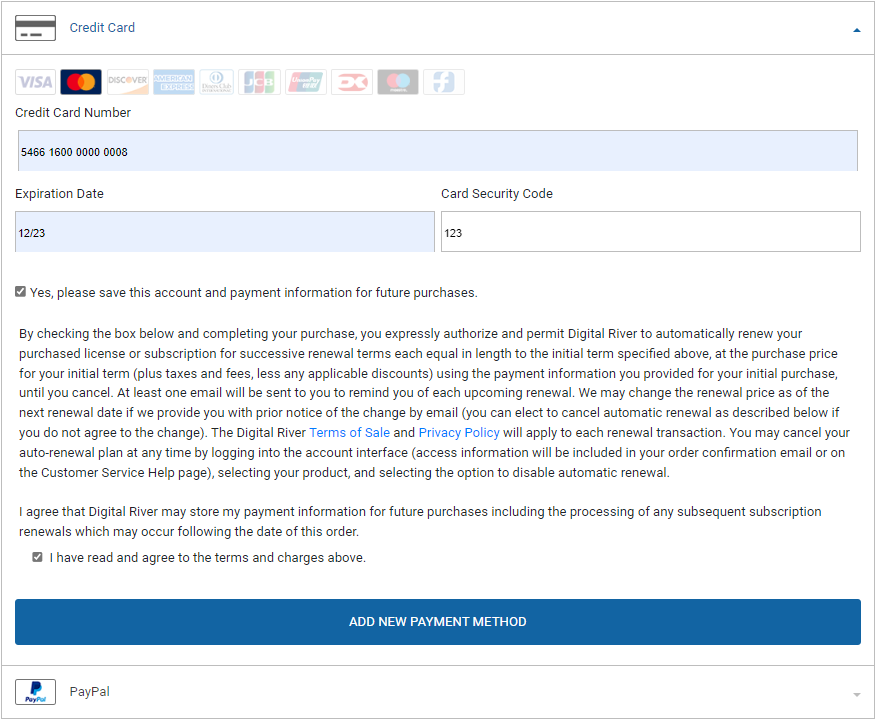 Credit Card
VISA DISCOVER AMERICAN EXPRESS Diners Club JCB UnionPay
Credit Card Number
5466 1600 0000 0008
Expiration Date Card Security Code
12/23 123
Yes, please save this account and payment information for future purchases.
By checking the box below and completing your purchase, you expressly authorize and permit Digital River to automatically renew your
purchased license or subscription for successive renewal terms each equal in length to the initial term specified above, at the purchase price
for your initial term (plus taxes and fees, less any applicable discounts) using the payment information you provided for your initial purchase,
until you cancel. At least one email will be sent to you to remind you of each upcoming renewal. We may change the renewal price as of the
next renewal date if we provide you with prior notice of the change by email (you can elect to cancel automatic renewal as described below if
you do not agree to the change). The Digital River Terms of Sale and Privacy Policy will apply to each renewal transaction. You may cancel your
auto-renewal plan at any time by logging into the account interface (access information will be included in your order confirmation email or on
the Customer Service Help page), selecting your product, and selecting the option to disable automatic renewal.
I agree that Digital River may store my payment information for future purchases including the processing of any subsequent subscription
renewals which may occur following the date of this order.
I have read and agree to the terms and charges above.
ADD NEW PAYMENT METHOD
PayPal PayPal